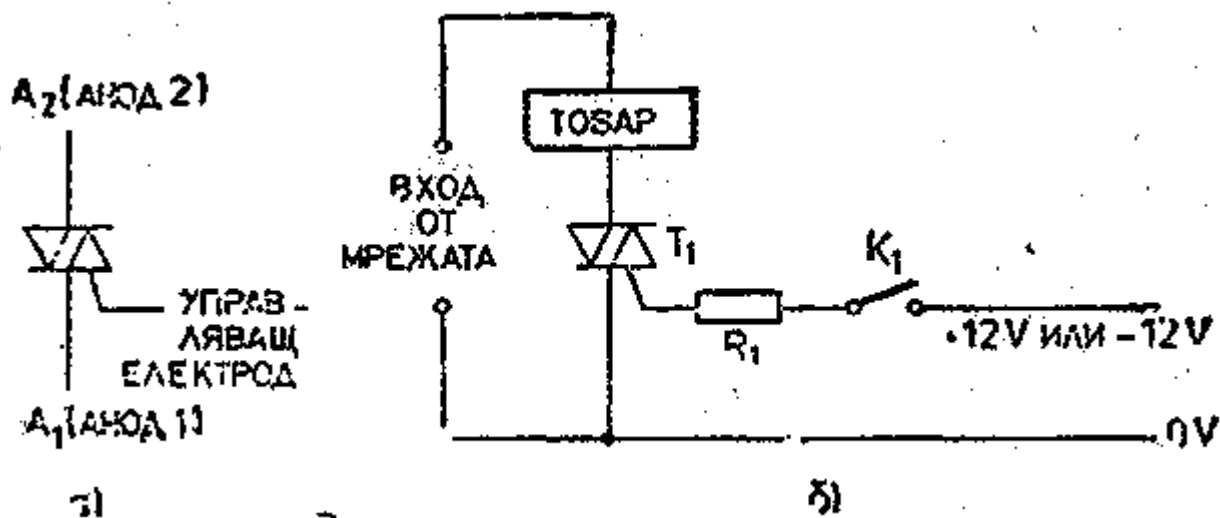 A2(АНОД 2)
УПРАВ-
ЛЯВАЩ
ЕЛЕКТРОД
A1(АНОД 1)
а)
ВХОД
ОТ
МРЕЖАТА
ТОSАР
T1
R1
K1
+12V ИЛИ -12V
0V
б)